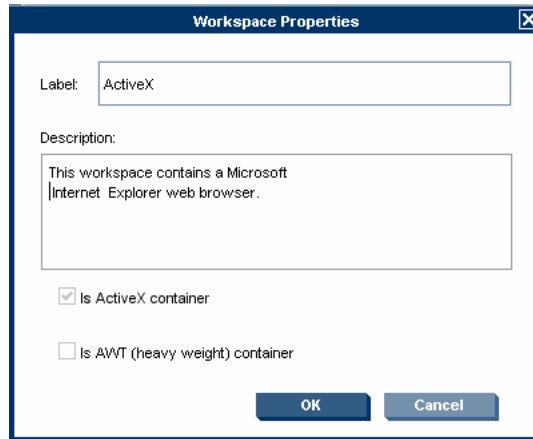 Workspace Properties
Label: ActiveX
Description:
This workspace contains a Microsoft
Internet Explorer web browser.
Is ActiveX container
Is AWT (heavy weight) container
OK Cancel